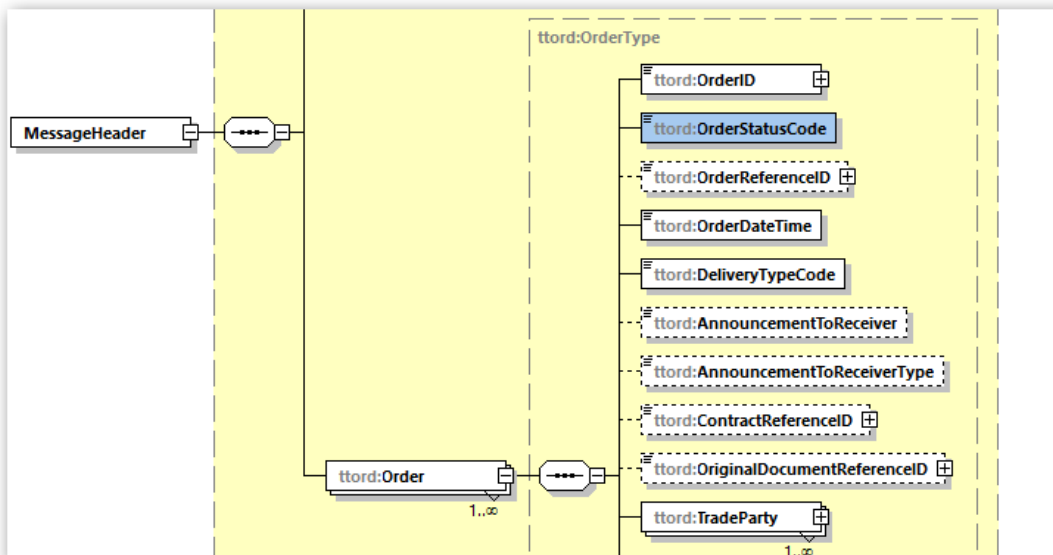 ttord:OrderType
ttord:OrderID
MessageHeader
ttord:OrderStatusCode
ttord:OrderReferenceID
ttord:OrderDateTime
ttord:DeliveryTypeCode
ttord:AnnouncementToReceiver
ttord:AnnouncementToReceiverType
ttord:ContractReferenceID
ttord:OriginalDocumentReferenceID
ttord:Order
1..∞
ttord:TradeParty
1..∞